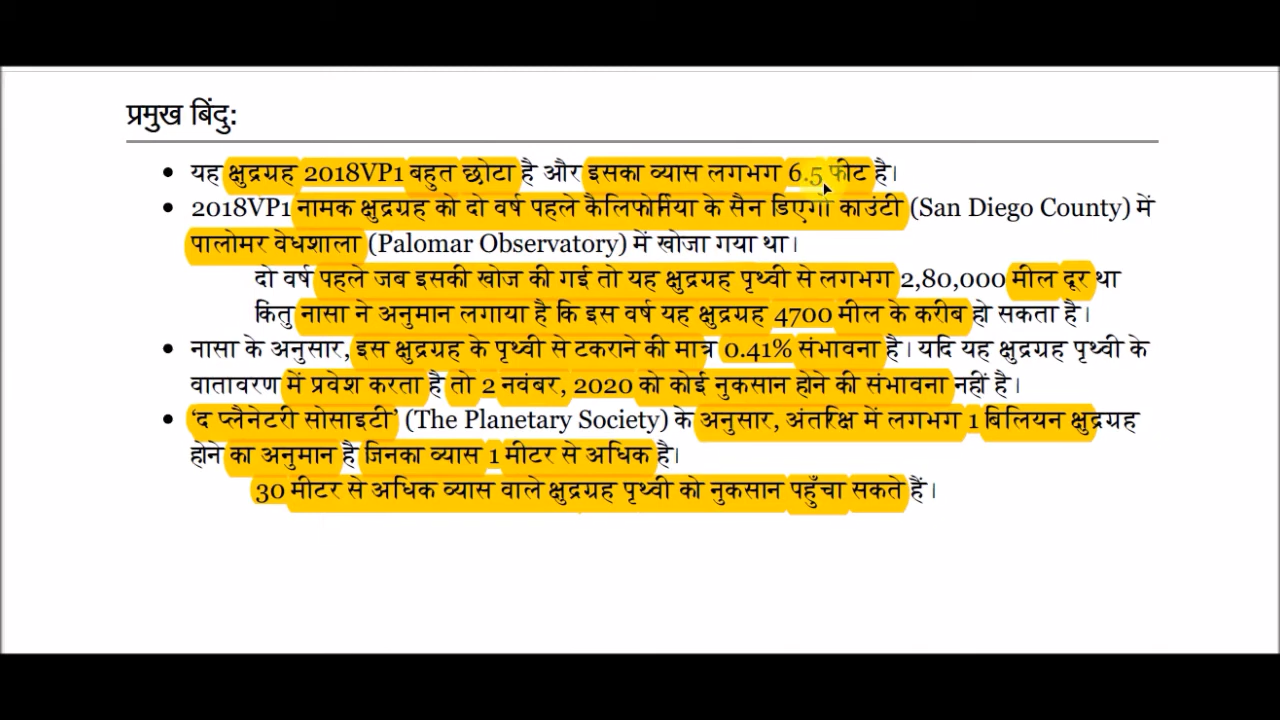 प्रमुख बिंदु:
• यह क्षुद्रग्रह 2018VP1 बहुत छोटा है और इसका व्यास लगभग 6.5 फीट है।
• 2018VP1 नामक क्षुद्रग्रह को दो वर्ष पहले कैलिफोर्निया के सैन डिएगो काउंटी (San Diego County) में
पालोमर वेधशाला (Palomar Observatory) में खोजा गया था।
दो वर्ष पहले जब इसकी खोज की गई तो यह क्षुद्रग्रह पृथ्वी से लगभग 2,80,000 मील दूर था
किंतु नासा ने अनुमान लगाया है कि इस वर्ष यह क्षुद्रग्रह 4700 मील के करीब हो सकता है।
• नासा के अनुसार, इस क्षुद्रग्रह के पृथ्वी से टकराने की मात्र 0.41% संभावना है। यदि यह क्षुद्रग्रह पृथ्वी के
वातावरण में प्रवेश करता है तो 2 नवंबर, 2020 को कोई नुकसान होने की संभावना नहीं है।
• ‘द प्लैनेटरी सोसाइटी’ (The Planetary Society) के अनुसार, अंतरिक्ष में लगभग 1 बिलियन क्षुद्रग्रह
होने का अनुमान है जिनका व्यास 1 मीटर से अधिक है।
30 मीटर से अधिक व्यास वाले क्षुद्रग्रह पृथ्वी को नुकसान पहुँचा सकते हैं।